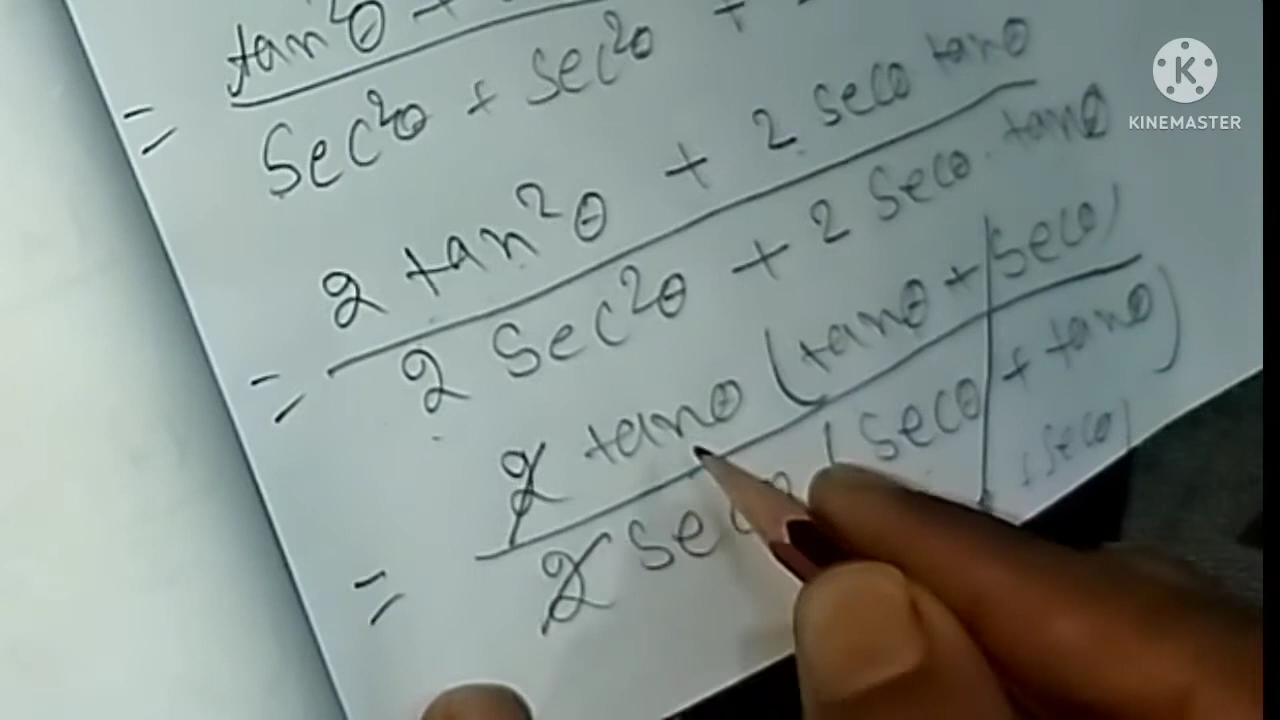 tan²θ +
= sec²θ + sec²θ +
2 tan²θ + 2 secθ tanθ
= 2 sec²θ + 2 secθ . tanθ
2 tanθ (tanθ + secθ)
= 2 secθ (secθ + tanθ)
K
KINEMASTER